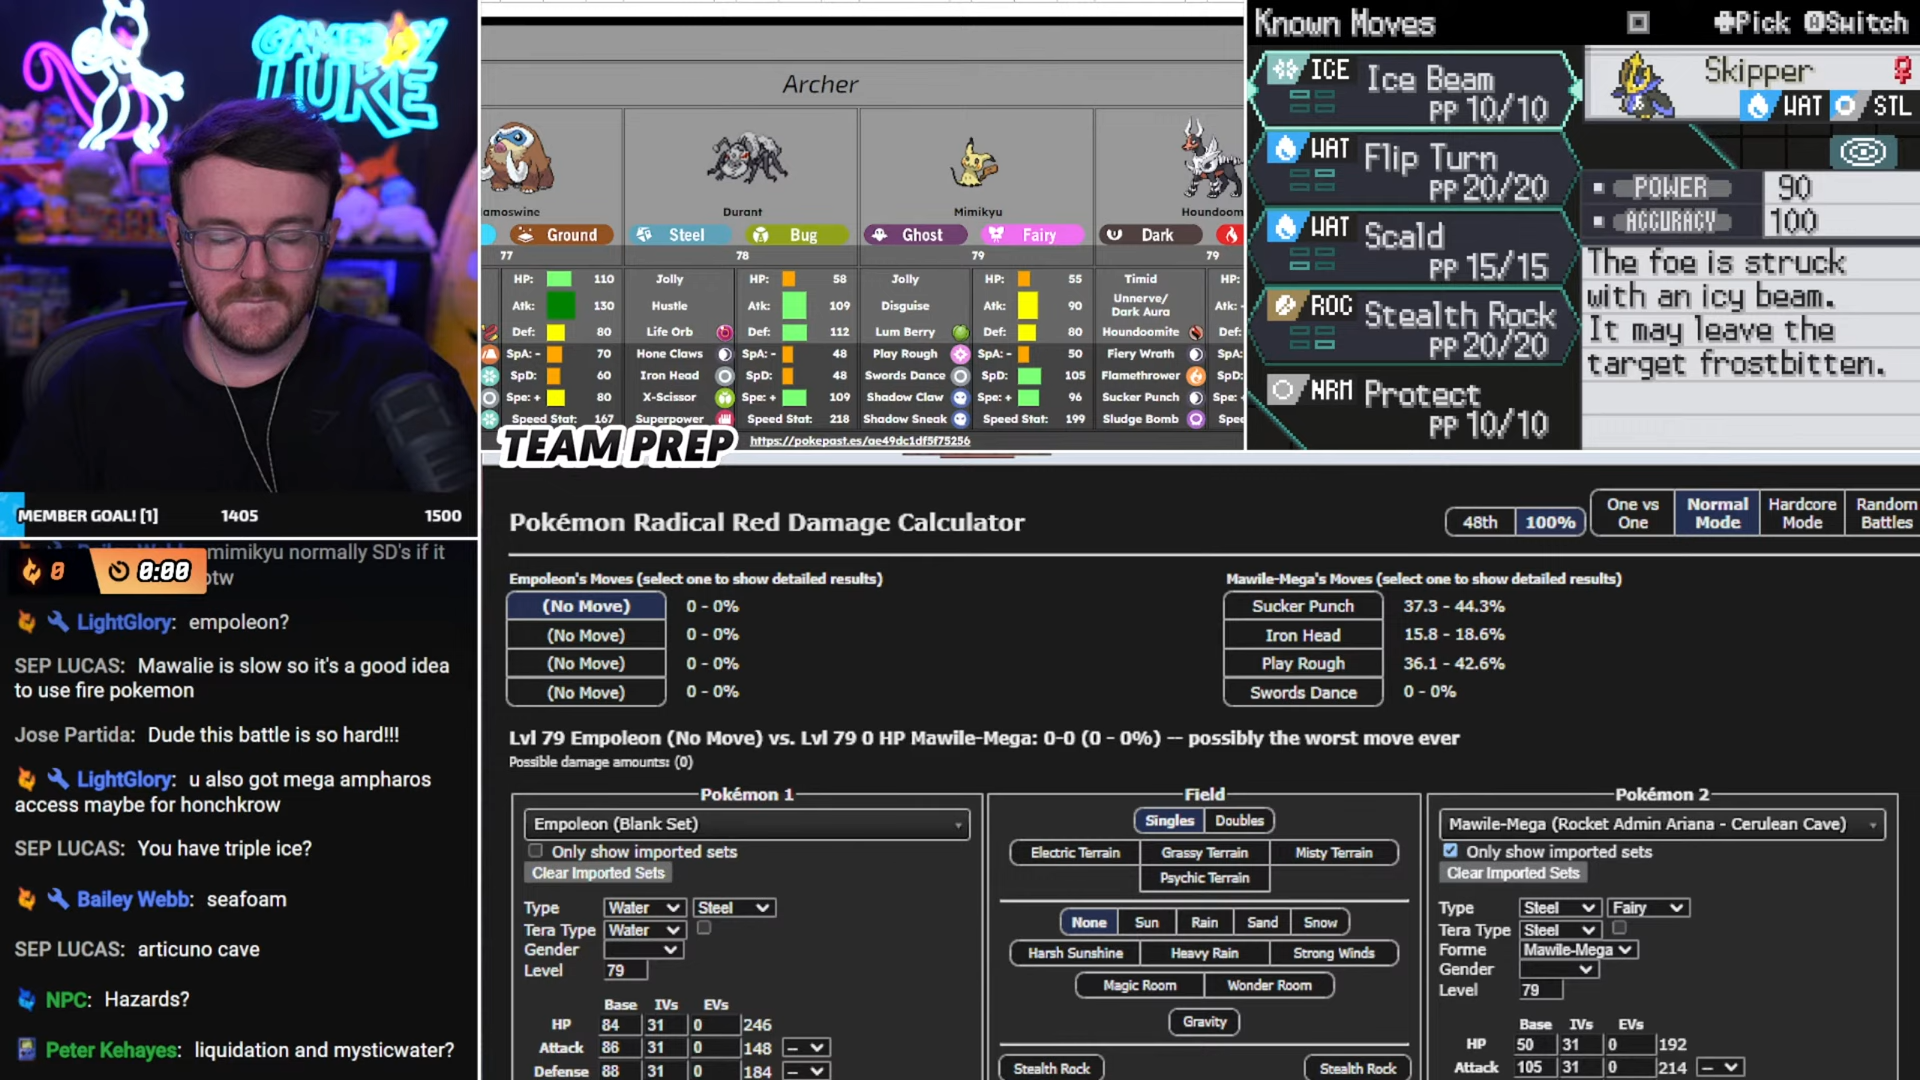 GAMEBOY
LUKE
MEMBER GOAL! [1] 1405 1500
mimikyu normally SD's if it
0 0:00
LightGlory: empoleon?
SEP LUCAS: Mawalie is slow so it's a good idea
to use fire pokemon
Jose Partida: Dude this battle is so hard!!!
LightGlory: u also got mega ampharos
access maybe for honchkrow
SEP LUCAS: You have triple ice?
Bailey Webb: seafoam
SEP LUCAS: articuno cave
NPC: Hazards?
Peter Kehayes: liquidation and mysticwater?
Archer
amoswine Durant Mimikyu Houndoom
Ground Steel Bug Ghost Fairy Dark
77 78 79 79
HP: 110 Jolly HP: 58 Jolly HP: 55 Timid HP:
Atk: 130 Hustle Atk: 109 Disguise Atk: 90 Unnerve/ Dark Aura Atk:
Def: 80 Life Orb Def: 112 Lum Berry Def: 80 Houndoomite Def:
SpA: - 70 Hone Claws SpA: - 48 Play Rough SpA: - 50 Fiery Wrath SpA:
SpD: 60 Iron Head SpD: 48 Swords Dance SpD: 105 Flamethrower SpD:
Spe: + 80 X-Scissor Spe: + 109 Shadow Claw Spe: + 96 Sucker Punch Spe:
Speed Stat: 167 Superpower Speed Stat: 218 Shadow Sneak Speed Stat: 199 Sludge Bomb Spee
TEAM PREP
https://pokepast.es/ae49dc1df5f75256
Known Moves Pick Switch
ICE Ice Beam
PP 10/10
WAT Flip Turn
PP 20/20
WAT Scald
PP 15/15
ROC Stealth Rock
PP 20/20
NRM Protect
PP 10/10
Skipper ♀
WAT STL
POWER 90
ACCURACY 100
The foe is struck
with an icy beam.
It may leave the
target frostbitten.
Pokémon Radical Red Damage Calculator
48th 100% One vs One Normal Mode Hardcore Mode Random Battles
Empoleon's Moves (select one to show detailed results)
(No Move) 0 - 0%
(No Move) 0 - 0%
(No Move) 0 - 0%
(No Move) 0 - 0%
Mawile-Mega's Moves (select one to show detailed results)
Sucker Punch 37.3 - 44.3%
Iron Head 15.8 - 18.6%
Play Rough 36.1 - 42.6%
Swords Dance 0 - 0%
Lvl 79 Empoleon (No Move) vs. Lvl 79 0 HP Mawile-Mega: 0-0 (0 - 0%) -- possibly the worst move ever
Possible damage amounts: (0)
Pokémon 1
Empoleon (Blank Set)
Only show imported sets
Clear Imported Sets
Type Water Steel
Tera Type Water
Gender
Level 79
Base IVs EVs
HP 84 31 0 246
Attack 86 31 0 148 --
Defense 88 31 0 184 --
Field
Singles Doubles
Electric Terrain Grassy Terrain Misty Terrain
Psychic Terrain
None Sun Rain Sand Snow
Harsh Sunshine Heavy Rain Strong Winds
Magic Room Wonder Room
Gravity
Stealth Rock Stealth Rock
Pokémon 2
Mawile-Mega (Rocket Admin Ariana - Cerulean Cave)
Only show imported sets
Clear Imported Sets
Type Steel Fairy
Tera Type Steel
Forme Mawile-Mega
Gender
Level 79
Base IVs EVs
HP 50 31 0 192
Attack 105 31 0 214 --